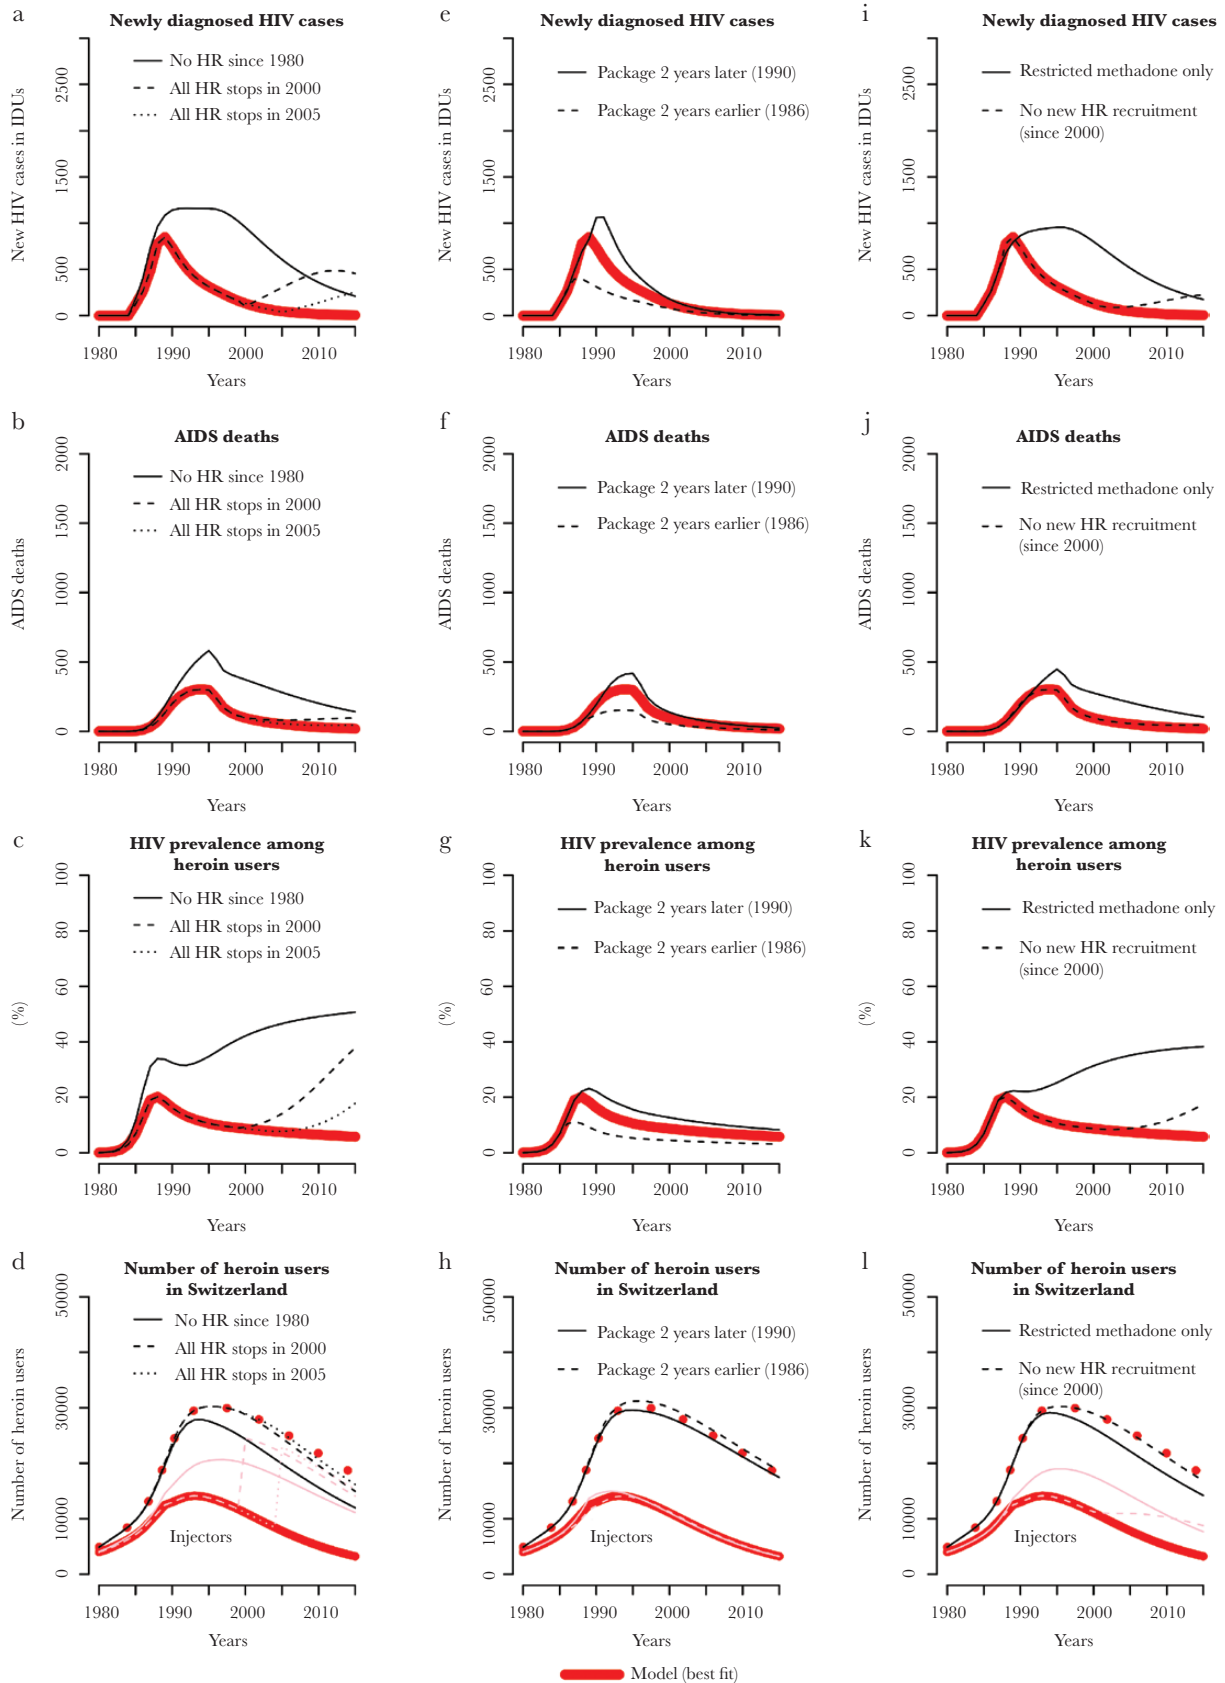 a
Newly diagnosed HIV cases
New HIV cases in IDUs
2500
1500
500
0
No HR since 1980
All HR stops in 2000
All HR stops in 2005
1980 1990 2000 2010
Years
e
Newly diagnosed HIV cases
New HIV cases in IDUs
2500
1500
500
0
Package 2 years later (1990)
Package 2 years earlier (1986)
1980 1990 2000 2010
Years
i
Newly diagnosed HIV cases
New HIV cases in IDUs
2500
1500
500
0
Restricted methadone only
No new HR recruitment
(since 2000)
1980 1990 2000 2010
Years
b
AIDS deaths
AIDS deaths
2000
1500
1000
500
0
No HR since 1980
All HR stops in 2000
All HR stops in 2005
1980 1990 2000 2010
Years
f
AIDS deaths
AIDS deaths
2000
1500
1000
500
0
Package 2 years later (1990)
Package 2 years earlier (1986)
1980 1990 2000 2010
Years
j
AIDS deaths
AIDS deaths
2000
1500
1000
500
0
Restricted methadone only
No new HR recruitment
(since 2000)
1980 1990 2000 2010
Years
c
HIV prevalence among
heroin users
(%)
100
80
60
40
20
0
No HR since 1980
All HR stops in 2000
All HR stops in 2005
1980 1990 2000 2010
Years
g
HIV prevalence among
heroin users
(%)
100
80
60
40
20
0
Package 2 years later (1990)
Package 2 years earlier (1986)
1980 1990 2000 2010
Years
k
HIV prevalence among
heroin users
(%)
100
80
60
40
20
0
Restricted methadone only
No new HR recruitment
(since 2000)
1980 1990 2000 2010
Years
d
Number of heroin users
in Switzerland
Number of heroin users
50000
30000
10000
0
No HR since 1980
All HR stops in 2000
All HR stops in 2005
Injectors
1980 1990 2000 2010
Years
h
Number of heroin users
in Switzerland
Number of heroin users
50000
30000
10000
0
Package 2 years later (1990)
Package 2 years earlier (1986)
Injectors
1980 1990 2000 2010
Years
l
Number of heroin users
in Switzerland
Number of heroin users
50000
30000
10000
0
Restricted methadone only
No new HR recruitment
(since 2000)
Injectors
1980 1990 2000 2010
Years
Model (best fit)